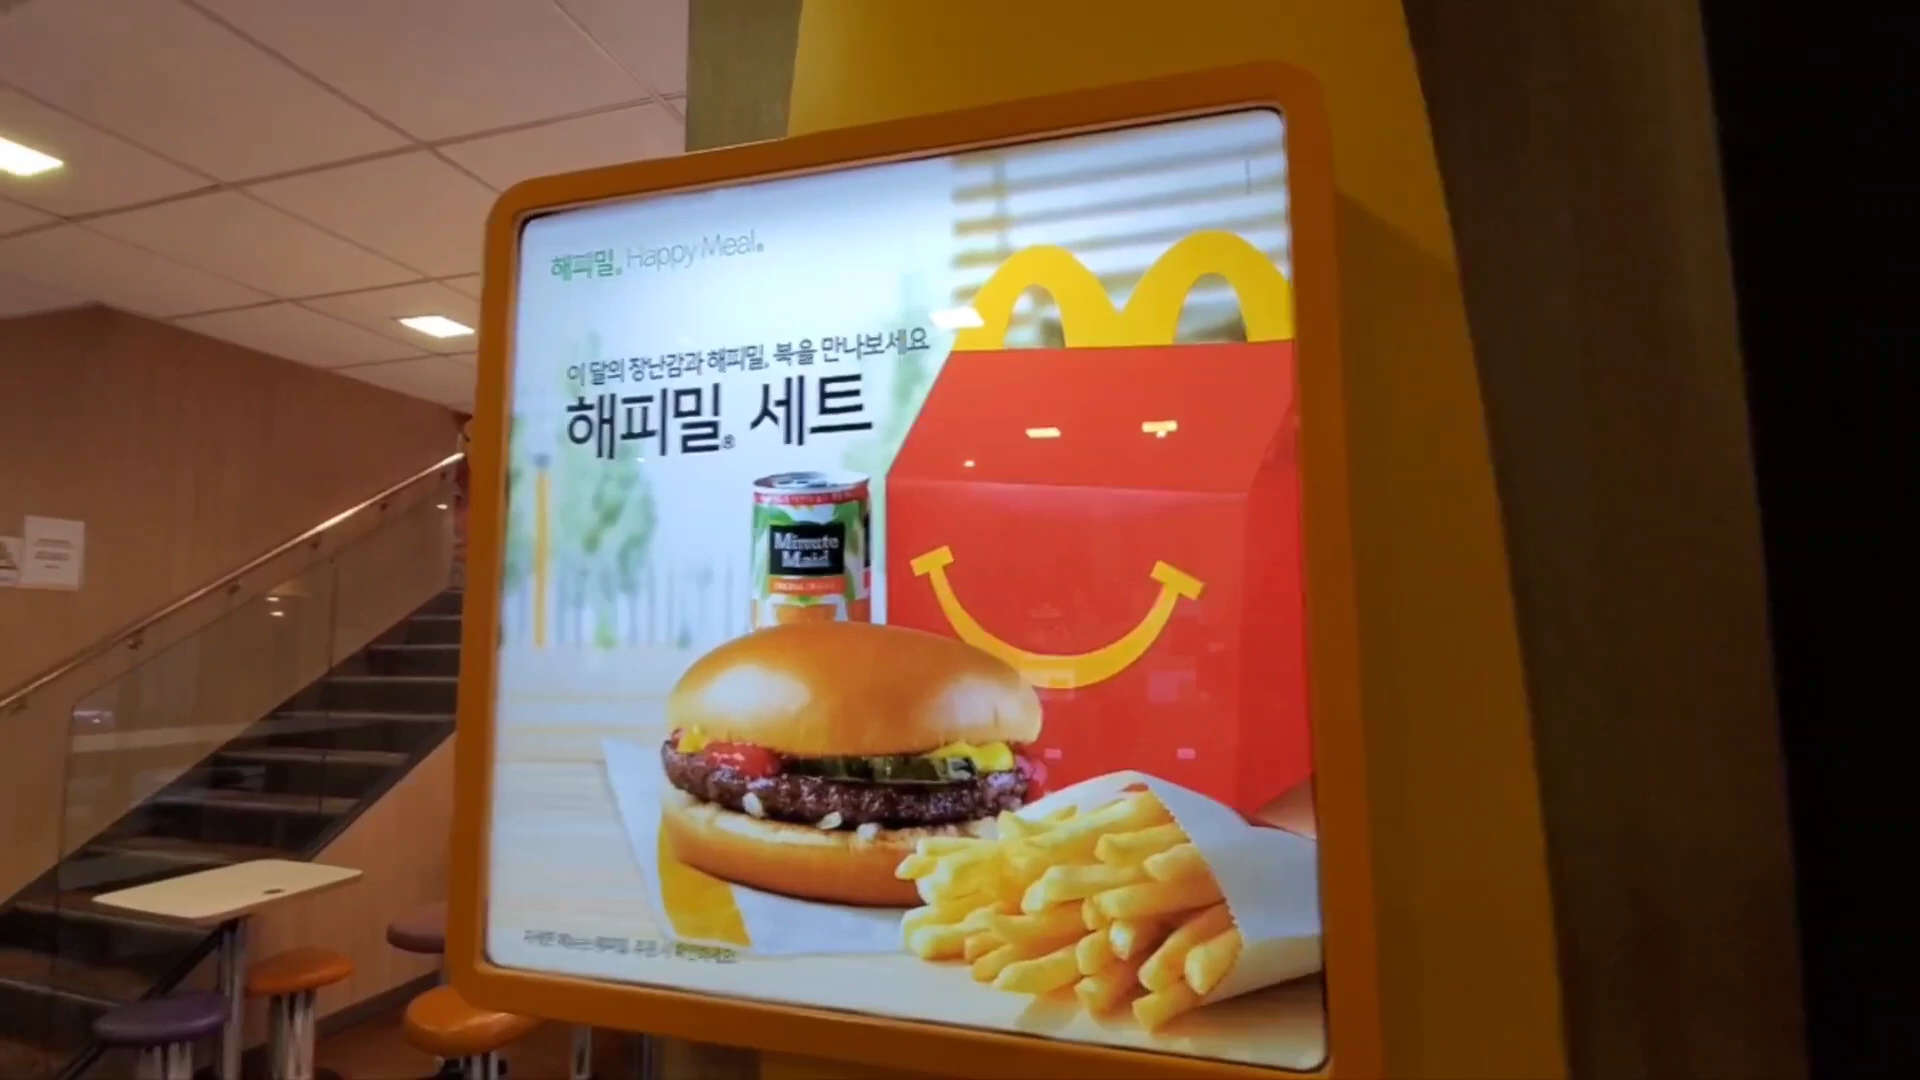 해피밀® Happy Meal®
이 달의 장난감과 해피밀® 북을 만나보세요
해피밀® 세트
Minute
Maid